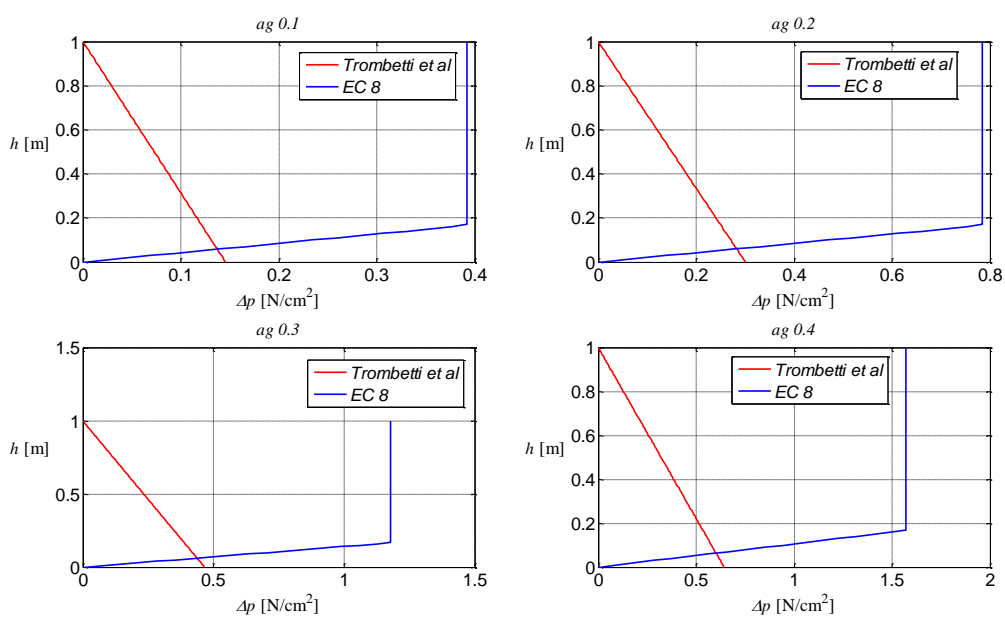 ag 0.1
1
0.8
0.6
0.4
0.2
0
h [m]
Trombetti et al
EC 8
0 0.1 0.2 0.3 0.4
Δp [N/cm²]
ag 0.2
1
0.8
0.6
0.4
0.2
0
h [m]
Trombetti et al
EC 8
0 0.2 0.4 0.6 0.8
Δp [N/cm²]
ag 0.3
1.5
1
0.5
0
h [m]
Trombetti et al
EC 8
0 0.5 1 1.5
Δp [N/cm²]
ag 0.4
1
0.8
0.6
0.4
0.2
0
h [m]
Trombetti et al
EC 8
0 0.5 1 1.5 2
Δp [N/cm²]